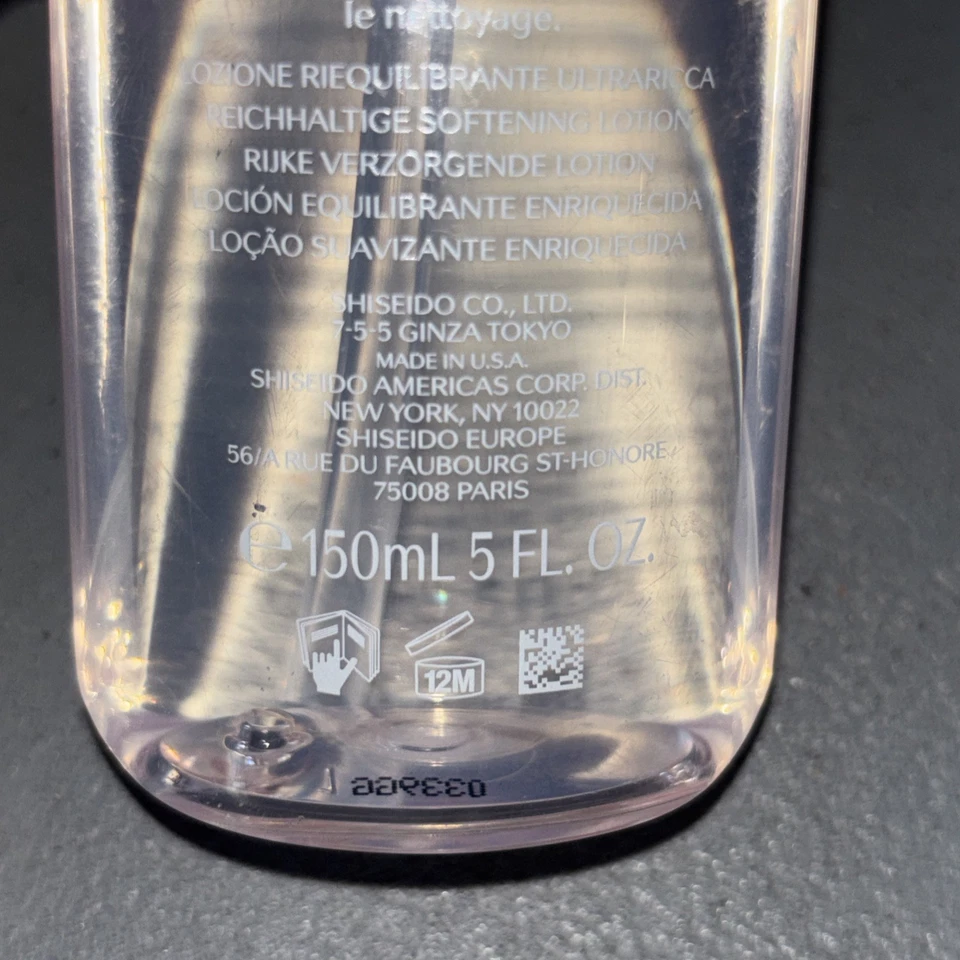 le nettoyage.
LOZIONE RIEQUILIBRANTE ULTRARICCA
REICHHALTIGE SOFTENING LOTION
RIJKE VERZORGENDE LOTION
LOCIÓN EQUILIBRANTE ENRIQUECIDA
LOÇÃO SUAVIZANTE ENRIQUECIDA
SHISEIDO CO., LTD.
7-5-5 GINZA TOKYO
MADE IN U.S.A.
SHISEIDO AMERICAS CORP. DIST.
NEW YORK, NY 10022
SHISEIDO EUROPE
56/A RUE DU FAUBOURG ST-HONORE
75008 PARIS
e 150mL 5 FL. OZ.
12M